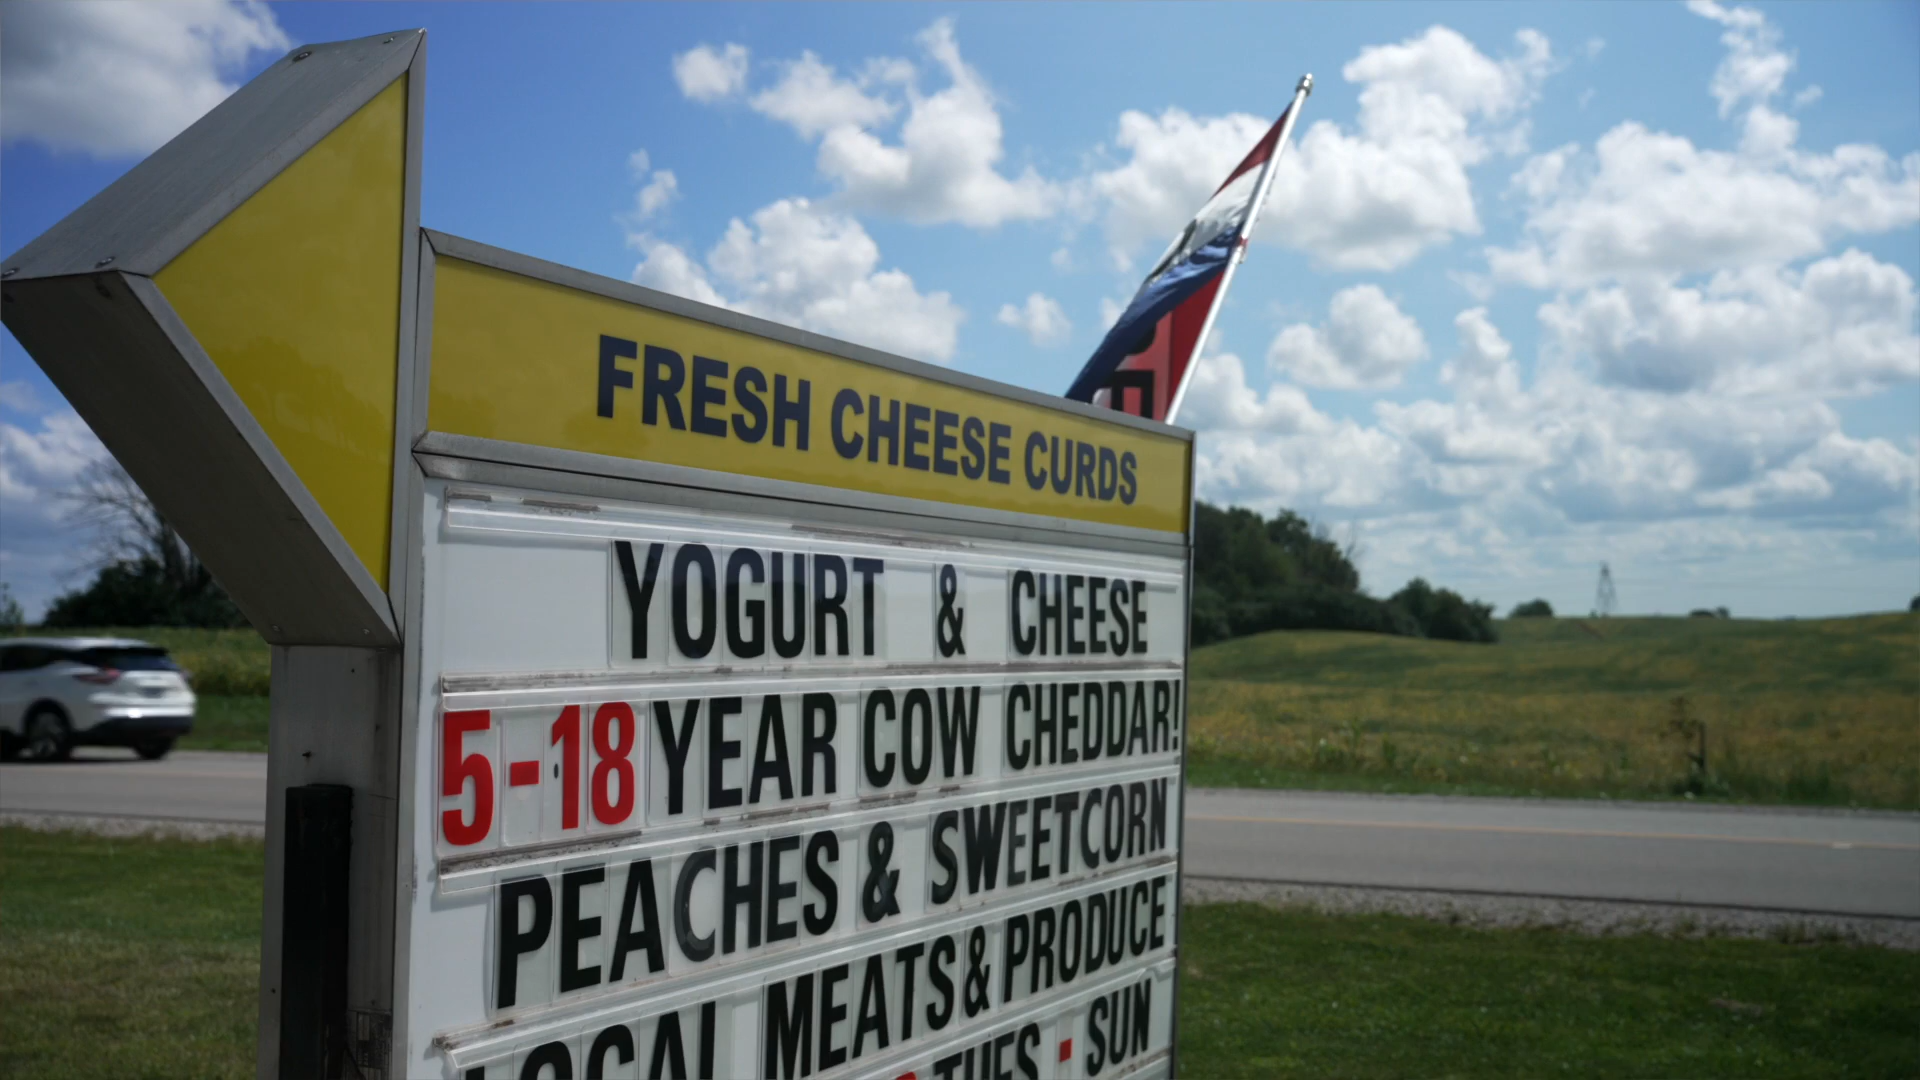 FRESH CHEESE CURDS
YOGURT & CHEESE
5-18 YEAR COW CHEDDAR!
PEACHES & SWEETCORN
LOCAL MEATS & PRODUCE
TUES - SUN